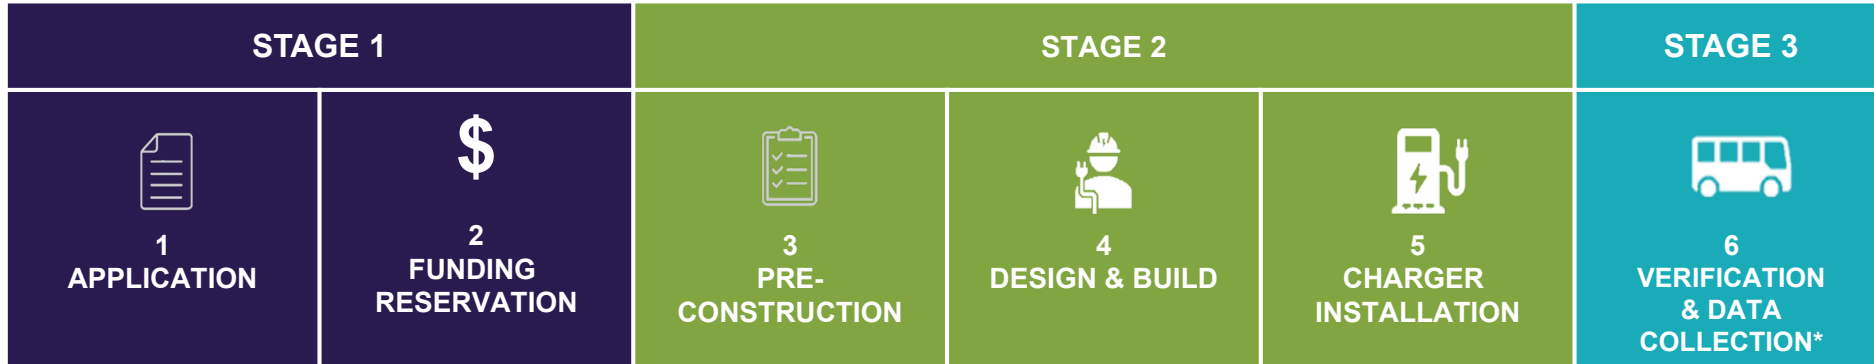 STAGE 1
STAGE 2
STAGE 3
1
APPLICATION
$
2
FUNDING
RESERVATION
3
PRE-
CONSTRUCTION
4
DESIGN & BUILD
5
CHARGER
INSTALLATION
6
VERIFICATION
& DATA
COLLECTION*